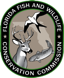 FLORIDA FISH AND WILDLIFE
CONSERVATION COMMISSION